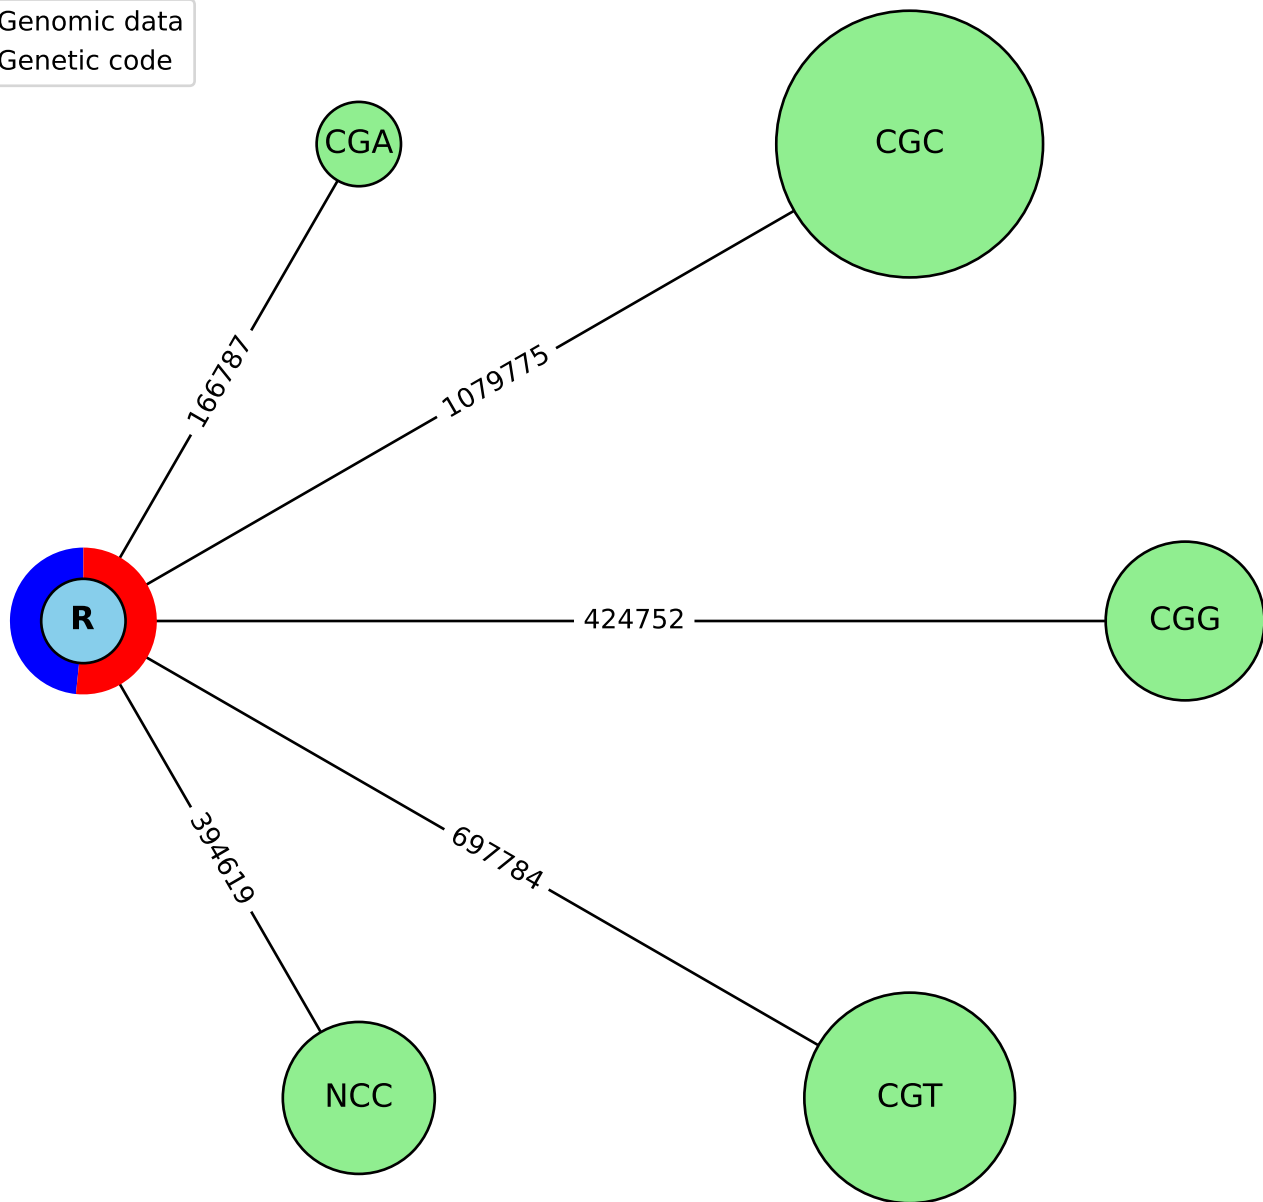 Genomic data
Genetic code
CGA
CGC
166787
1079775
R
424752
CGG
394619
697784
NCC
CGT